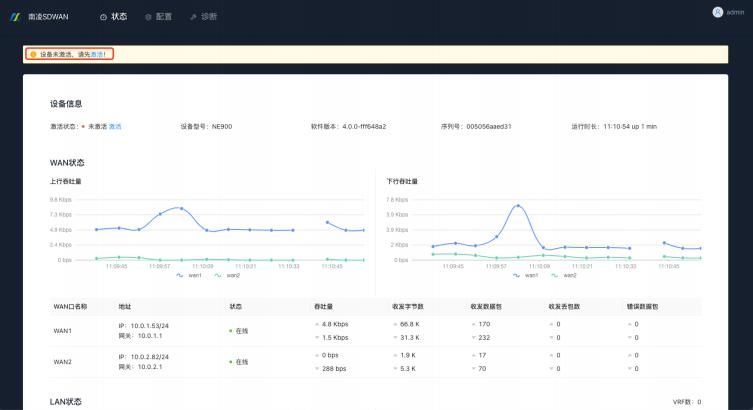 南凌SDWAN 状态 配置 诊断 admin
设备未激活，请先激活！
设备信息
激活状态： 未激活 激活 设备型号： NE900 软件版本： 4.0.0-fff648a2 序列号： 005056aaed31 运行时长： 11:10:54 up 1 min
WAN状态
上行吞吐量 下行吞吐量
9.8 Kbps 7.8 Kbps
7.3 Kbps 5.9 Kbps
4.9 Kbps 3.9 Kbps
2.4 Kbps 2 Kbps
0 bps 0 bps
11:09:45 11:09:57 11:10:09 11:10:21 11:10:33 11:10:45 11:09:45 11:09:57 11:10:09 11:10:21 11:10:33 11:10:45
wan1 wan2 wan1 wan2
WAN口名称 地址 状态 吞吐量 收发字节数 收发数据包 收发丢包数 错误数据包
WAN1 IP： 10.0.1.53/24 在线 4.8 Kbps 66.8 K 170 0 0
网关： 10.0.1.1 1.5 Kbps 31.3 K 232 0 0
WAN2 IP： 10.0.2.82/24 在线 0 bps 1.9 K 17 0 0
网关： 10.0.2.1 288 bps 5.3 K 70 0 0
LAN状态 VRF数： 0